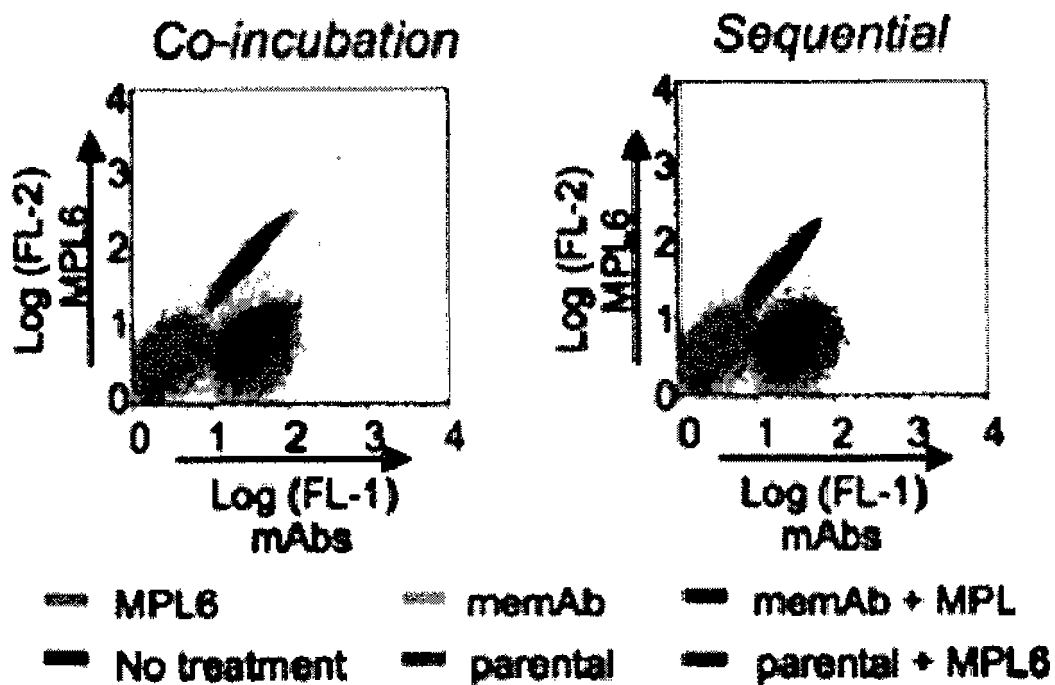 Co-incubation
Sequential
Log (FL-2)
MPL6
4
3
2
1
0
0 1 2 3 4
Log (FL-1)
mAbs
Log (FL-2)
MPL6
4
3
2
1
0
0 1 2 3 4
Log (FL-1)
mAbs
MPL6
memAb
memAb + MPL
No treatment
parental
parental + MPL6